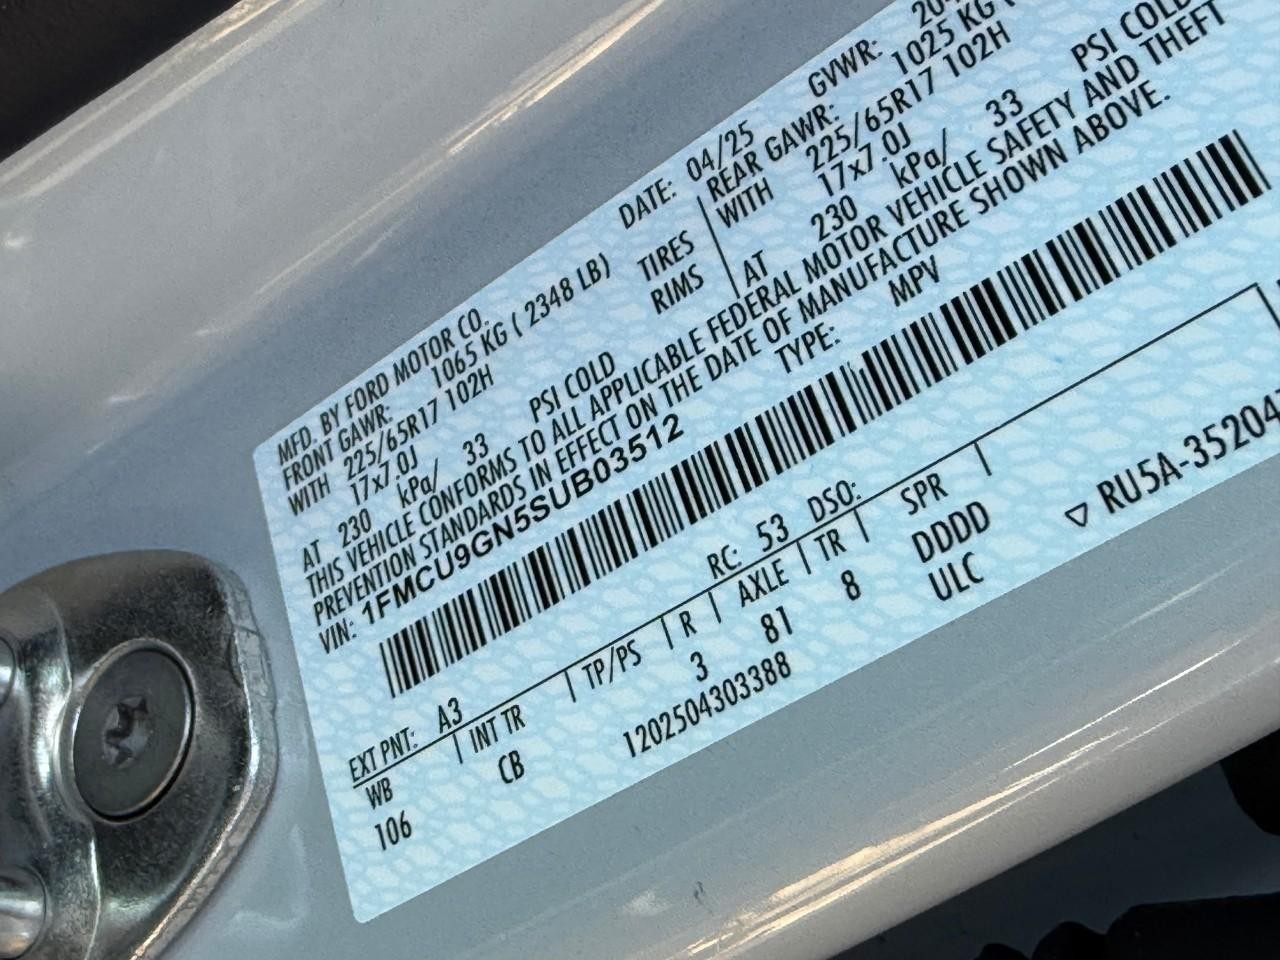 MFD. BY FORD MOTOR CO.
DATE: 04/25 GVWR:
FRONT GAWR: 1065 KG ( 2348 LB) REAR GAWR: 1025 KG (
WITH 225/65R17 102H TIRES WITH 225/65R17 102H
17x7.0J RIMS 17x7.0J
AT 230 kPa/ 33 PSI COLD AT 230 kPa/ 33 PSI COLD
THIS VEHICLE CONFORMS TO ALL APPLICABLE FEDERAL MOTOR VEHICLE SAFETY AND THEFT
PREVENTION STANDARDS IN EFFECT ON THE DATE OF MANUFACTURE SHOWN ABOVE.
VIN: 1FMCU9GN5SUB03512 TYPE: MPV
EXT PNT: A3 RC: 53 DSO:
WB INT TR TP/PS R AXLE TR SPR
106 CB 3 81 8 DDDD
1202504303388 ULC
▽ RU5A-35204